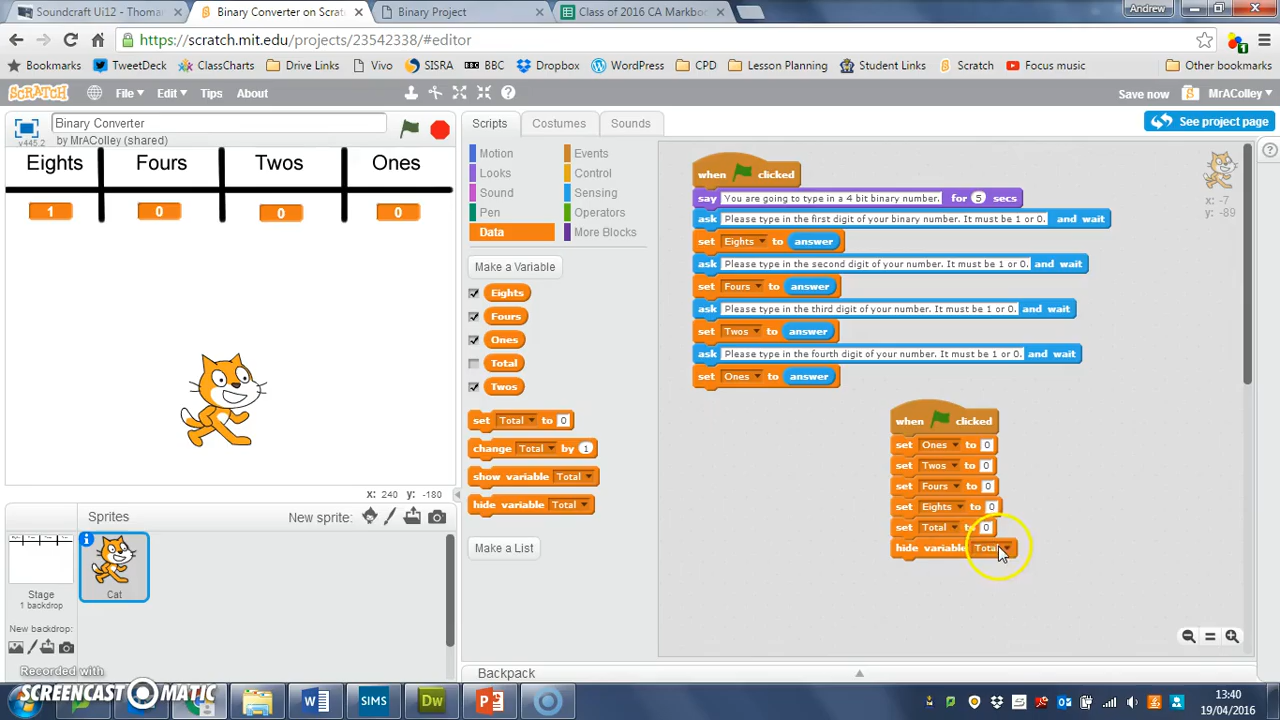 Soundcraft Ui12 - Thomann
Binary Converter on Scratch
Binary Project
Class of 2016 CA Markbook
Andrew
https://scratch.mit.edu/projects/23542338/#editor
Bookmarks TweetDeck ClassCharts Drive Links Vivo SISRA BBC Dropbox WordPress CPD Lesson Planning Student Links Scratch Focus music Other bookmarks
SCRATCH File Edit Tips About Save now MrAColley
Binary Converter
by MrAColley (shared)
v445.2
Scripts Costumes Sounds
See project page
Eights Fours Twos Ones
1 0 0 0
Motion Events
Looks Control
Sound Sensing
Pen Operators
Data More Blocks
Make a Variable
Eights
Fours
Ones
Total
Twos
set Total to 0
change Total by 1
show variable Total
hide variable Total
Make a List
when clicked
say You are going to type in a 4 bit binary number. for 5 secs
ask Please type in the first digit of your binary number. It must be 1 or 0. and wait
set Eights to answer
ask Please type in the second digit of your number. It must be 1 or 0. and wait
set Fours to answer
ask Please type in the third digit of your number. It must be 1 or 0. and wait
set Twos to answer
ask Please type in the fourth digit of your number. It must be 1 or 0. and wait
set Ones to answer
when clicked
set Ones to 0
set Twos to 0
set Fours to 0
set Eights to 0
set Total to 0
hide variable Total
x: -7
y: -89
x: 240 y: -180
Sprites New sprite:
Stage
1 backdrop
New backdrop:
Cat
Backpack
Recorded with
SCREENCAST MATIC
W SIMS Dw P
13:40
19/04/2016